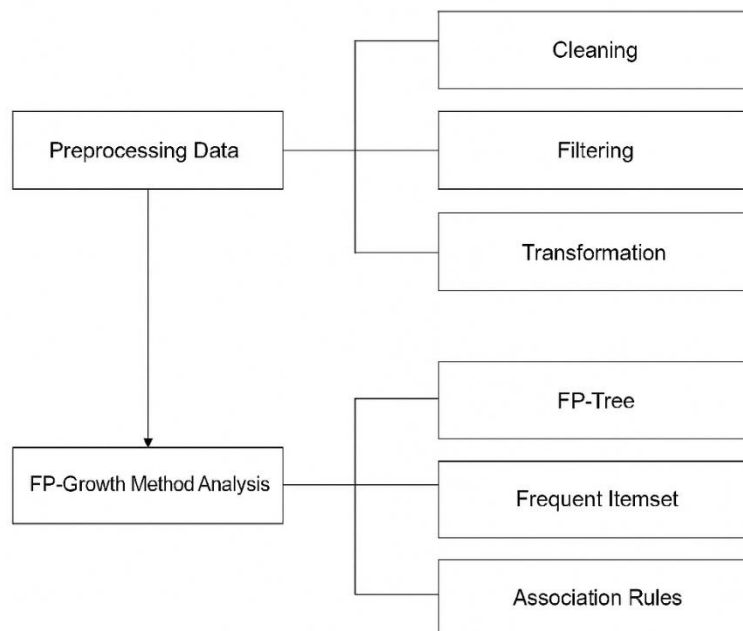 Preprocessing Data
Cleaning
Filtering
Transformation
FP-Growth Method Analysis
FP-Tree
Frequent Itemset
Association Rules